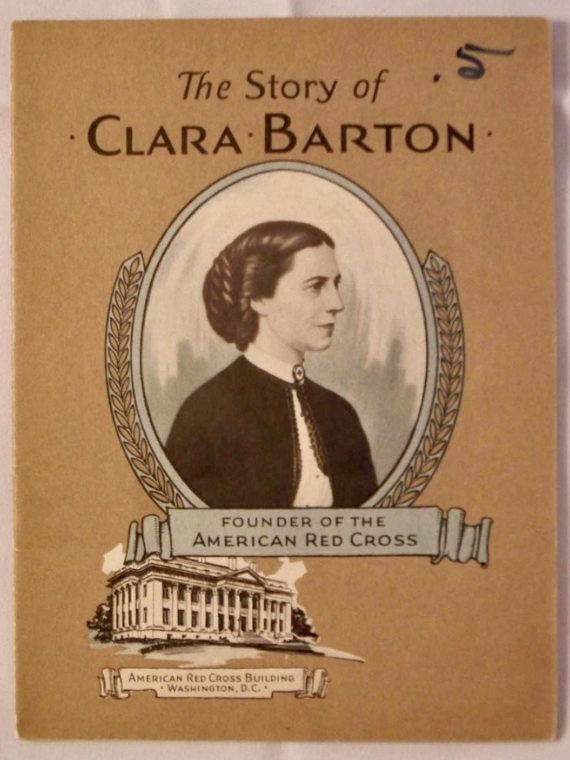 .5
The Story of
· CLARA · BARTON ·
FOUNDER OF THE
AMERICAN RED CROSS
AMERICAN RED CROSS BUILDING
· WASHINGTON, D.C. ·